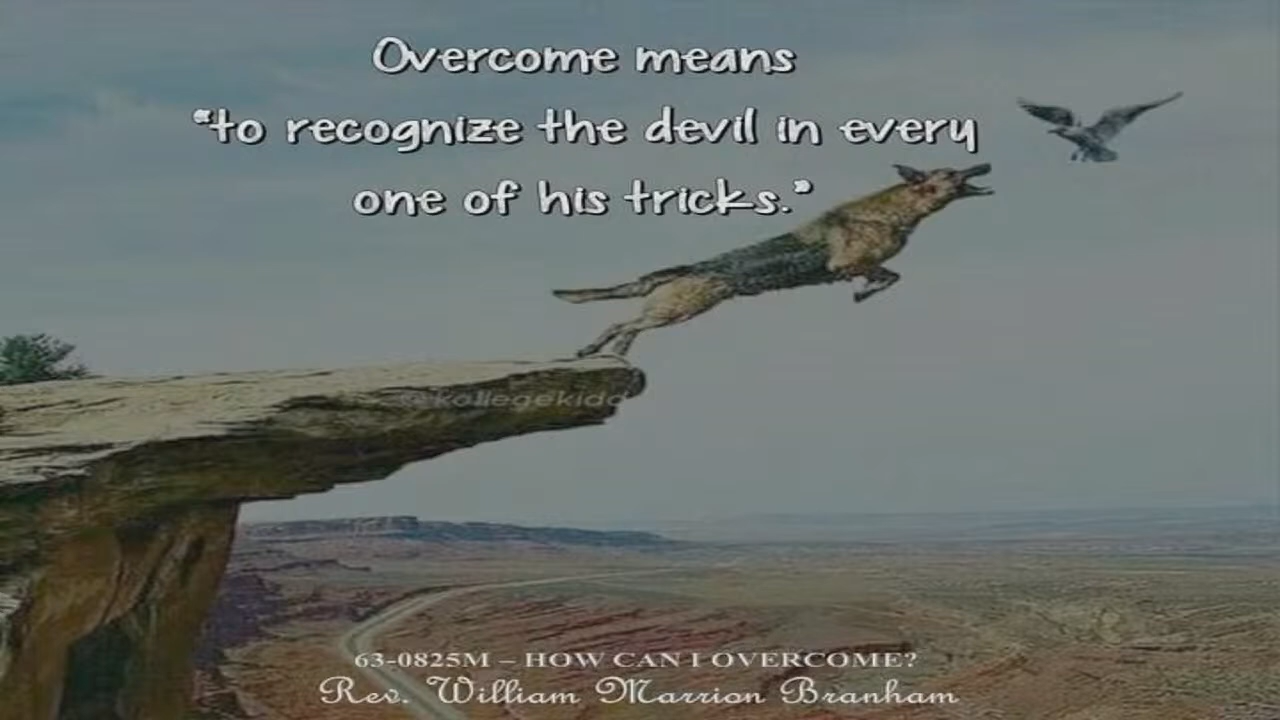 Overcome means
"to recognize the devil in every
one of his tricks."
@kollegekidd
63-0825M – HOW CAN I OVERCOME?
Rev. William Marrion Branham